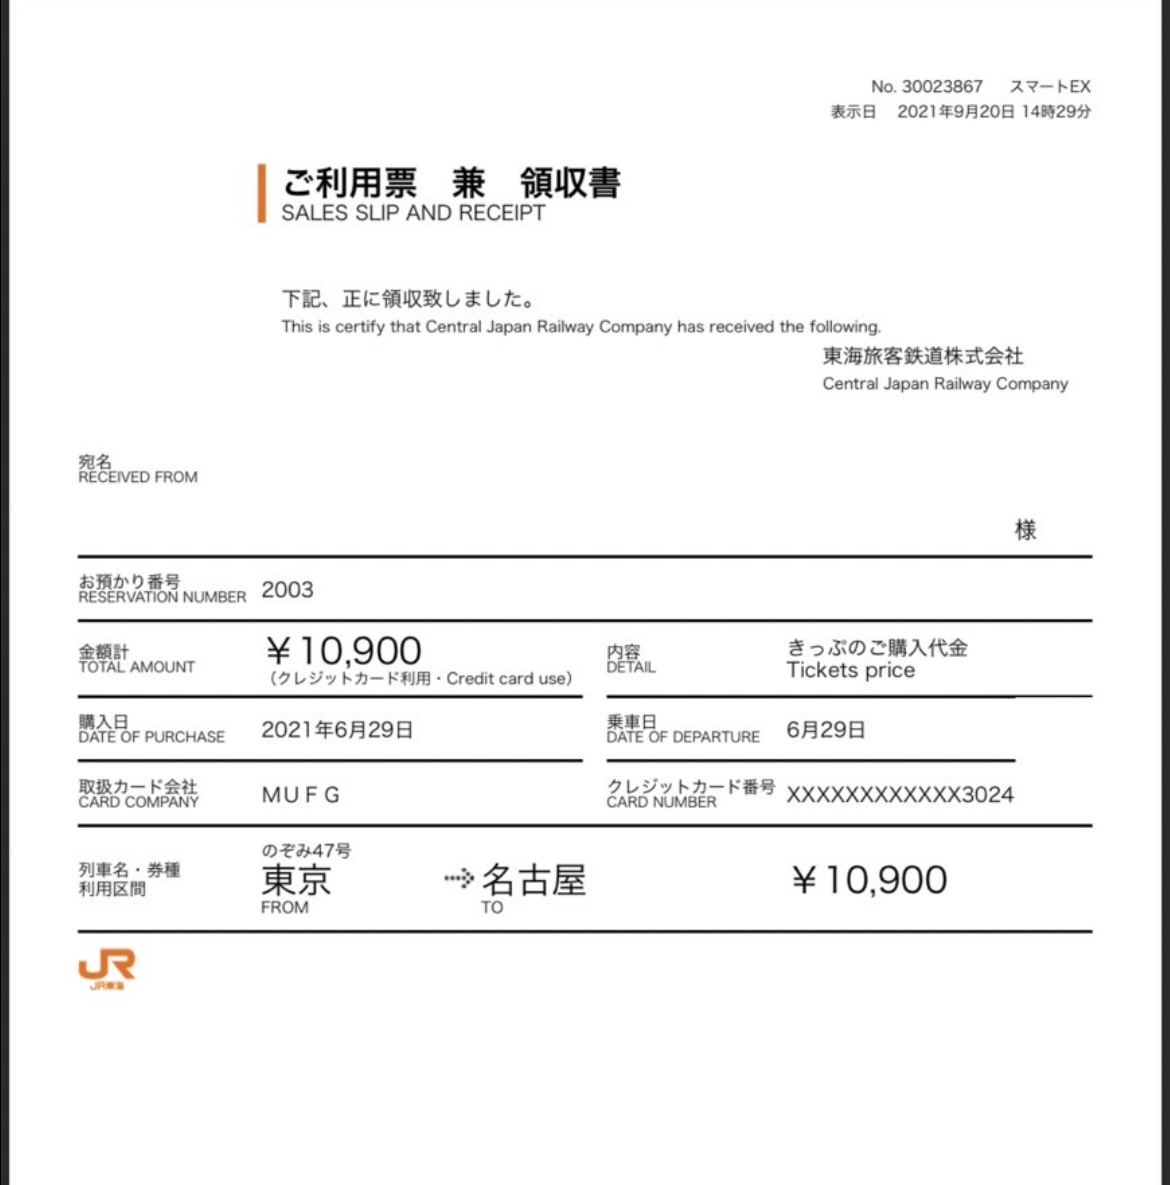 No. 30023867 スマートEX
表示日 2021年9月20日 14時29分
ご利用票 兼 領収書
SALES SLIP AND RECEIPT
下記、正に領収致しました。
This is certify that Central Japan Railway Company has received the following.
東海旅客鉄道株式会社
Central Japan Railway Company
宛名
RECEIVED FROM
様
お預かり番号
RESERVATION NUMBER 2003
金額計
TOTAL AMOUNT
¥10,900
(クレジットカード利用・Credit card use)
内容
DETAIL
きっぷのご購入代金
Tickets price
購入日
DATE OF PURCHASE
2021年6月29日
乗車日
DATE OF DEPARTURE
6月29日
取扱カード会社
CARD COMPANY
MUFG
クレジットカード番号
CARD NUMBER
XXXXXXXXXXXX3024
列車名・券種
利用区間
のぞみ47号
東京 → 名古屋 ¥10,900
FROM TO
JR
JR東海